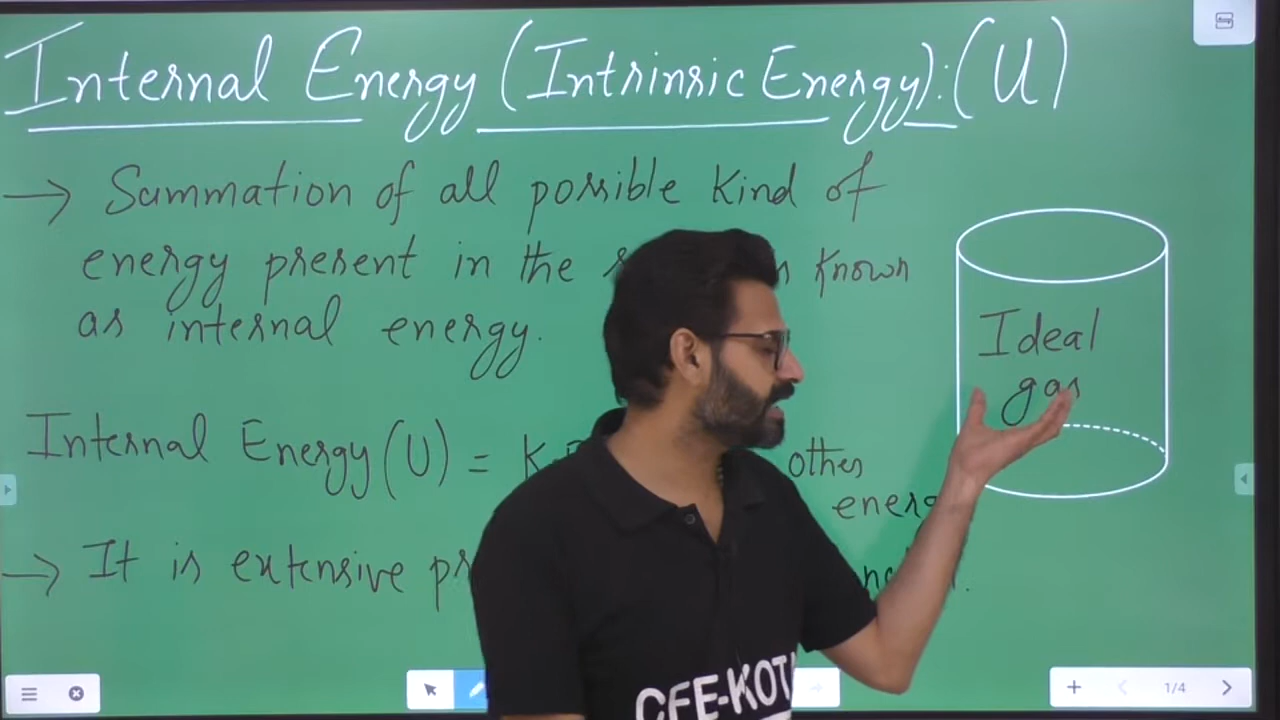 Internal Energy (Intrinsic Energy): (U)
→ Summation of all possible kind of
energy present in the known
as internal energy.
Ideal
gas
Internal Energy (U) = other
energ
→ It is extensive
CFE-KOT
1/4